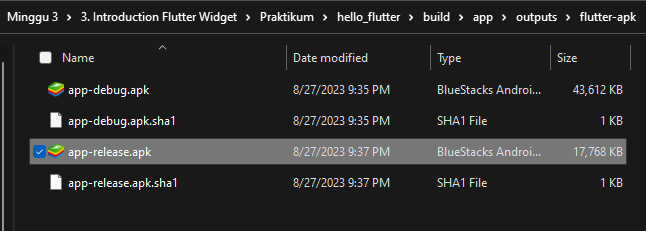 Minggu 3 > 3. Introduction Flutter Widget > Praktikum > hello_flutter > build > app > outputs > flutter-apk
Name Date modified Type Size
app-debug.apk 8/27/2023 9:35 PM BlueStacks Androi... 43,612 KB
app-debug.apk.sha1 8/27/2023 9:35 PM SHA1 File 1 KB
app-release.apk 8/27/2023 9:37 PM BlueStacks Androi... 17,768 KB
app-release.apk.sha1 8/27/2023 9:37 PM SHA1 File 1 KB